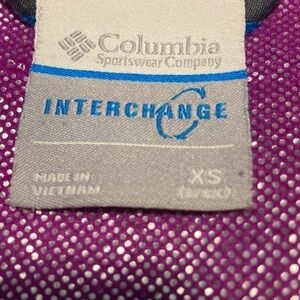 Columbia
Sportswear Company
INTERCHANGE
MADE IN
VIETNAM
XS